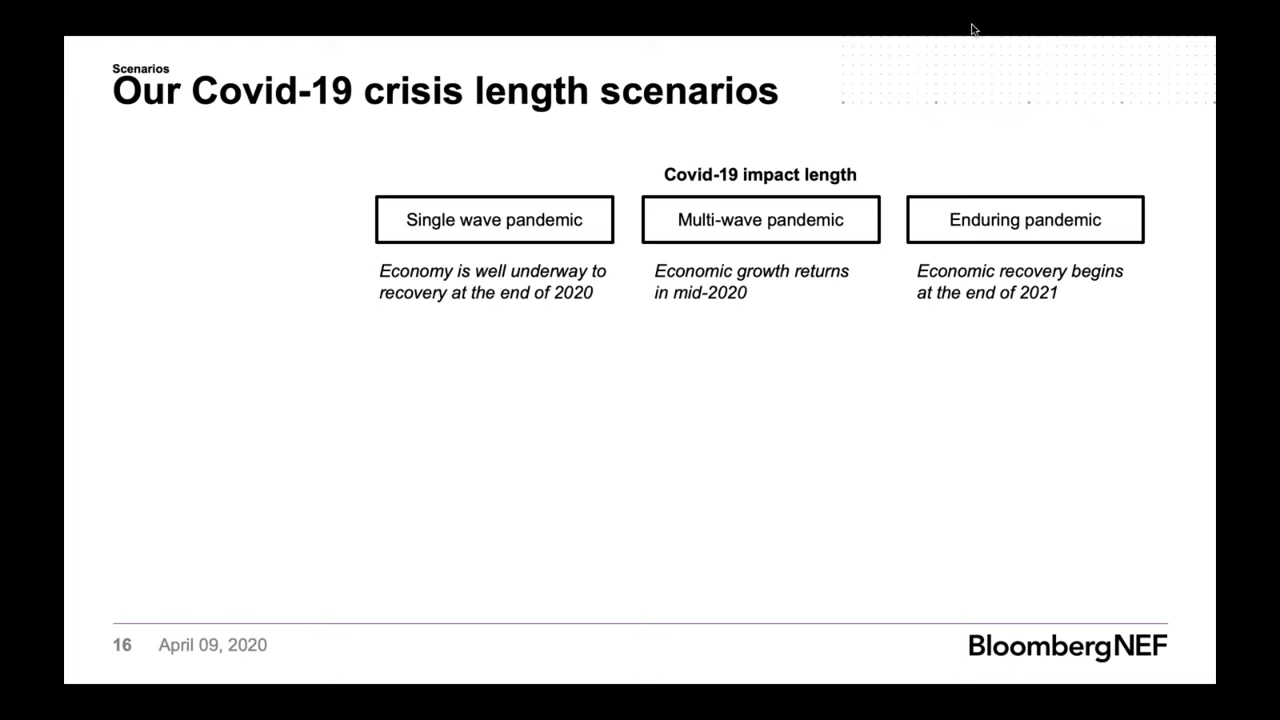 Scenarios
Our Covid-19 crisis length scenarios
Covid-19 impact length
Single wave pandemic
Multi-wave pandemic
Enduring pandemic
Economy is well underway to
recovery at the end of 2020
Economic growth returns
in mid-2020
Economic recovery begins
at the end of 2021
16 April 09, 2020
BloombergNEF